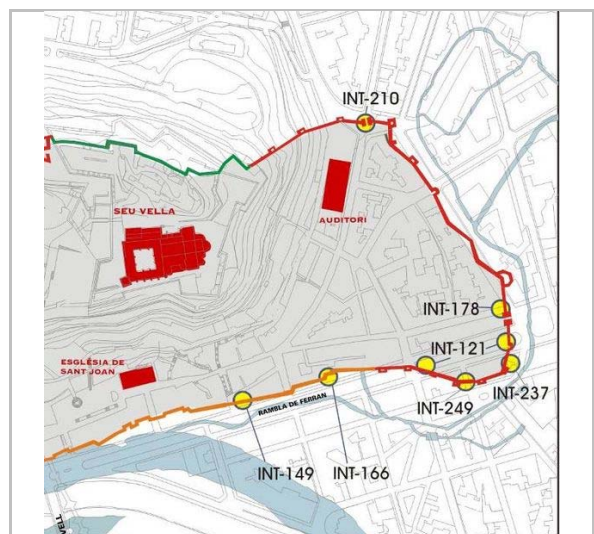 INT-210
SEU VELLA
AUDITORI
INT-178
INT-121
ESGLÉSIA DE
SANT JOAN
INT-237
INT-249
RAMBLA DE FERRAN
INT-149
INT-166
VELL